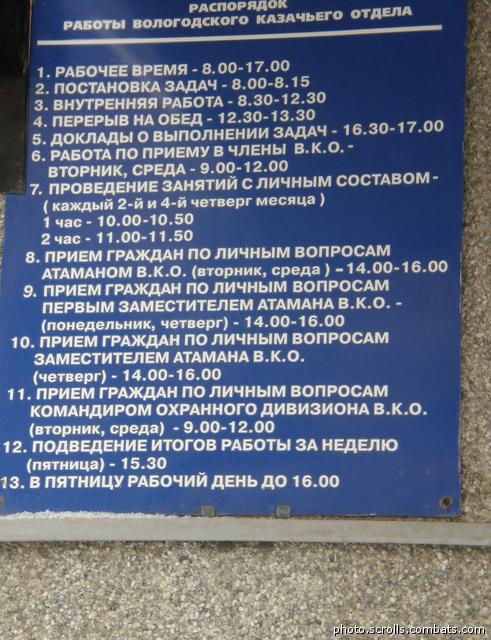 РАСПОРЯДОК
РАБОТЫ ВОЛОГОДСКОГО КАЗАЧЬЕГО ОТДЕЛА
1. РАБОЧЕЕ ВРЕМЯ - 8.00-17.00
2. ПОСТАНОВКА ЗАДАЧ - 8.00-8.15
3. ВНУТРЕННЯЯ РАБОТА - 8.30-12.30
4. ПЕРЕРЫВ НА ОБЕД - 12.30-13.30
5. ДОКЛАДЫ О ВЫПОЛНЕНИИ ЗАДАЧ - 16.30-17.00
6. РАБОТА ПО ПРИЕМУ В ЧЛЕНЫ В.К.О. -
ВТОРНИК, СРЕДА - 9.00-12.00
7. ПРОВЕДЕНИЕ ЗАНЯТИЙ С ЛИЧНЫМ СОСТАВОМ -
( каждый 2-й и 4-й четверг месяца )
1 час - 10.00-10.50
2 час - 11.00-11.50
8. ПРИЕМ ГРАЖДАН ПО ЛИЧНЫМ ВОПРОСАМ
АТАМАНОМ В.К.О. (вторник, среда ) - 14.00-16.00
9. ПРИЕМ ГРАЖДАН ПО ЛИЧНЫМ ВОПРОСАМ
ПЕРВЫМ ЗАМЕСТИТЕЛЕМ АТАМАНА В.К.О. -
(понедельник, четверг) - 14.00-16.00
10. ПРИЕМ ГРАЖДАН ПО ЛИЧНЫМ ВОПРОСАМ
ЗАМЕСТИТЕЛЕМ АТАМАНА В.К.О.
(четверг) - 14.00-16.00
11. ПРИЕМ ГРАЖДАН ПО ЛИЧНЫМ ВОПРОСАМ
КОМАНДИРОМ ОХРАННОГО ДИВИЗИОНА В.К.О.
(вторник, среда) - 9.00-12.00
12. ПОДВЕДЕНИЕ ИТОГОВ РАБОТЫ ЗА НЕДЕЛЮ
(пятница) - 15.30
13. В ПЯТНИЦУ РАБОЧИЙ ДЕНЬ ДО 16.00
photo.scrolls.combats.com